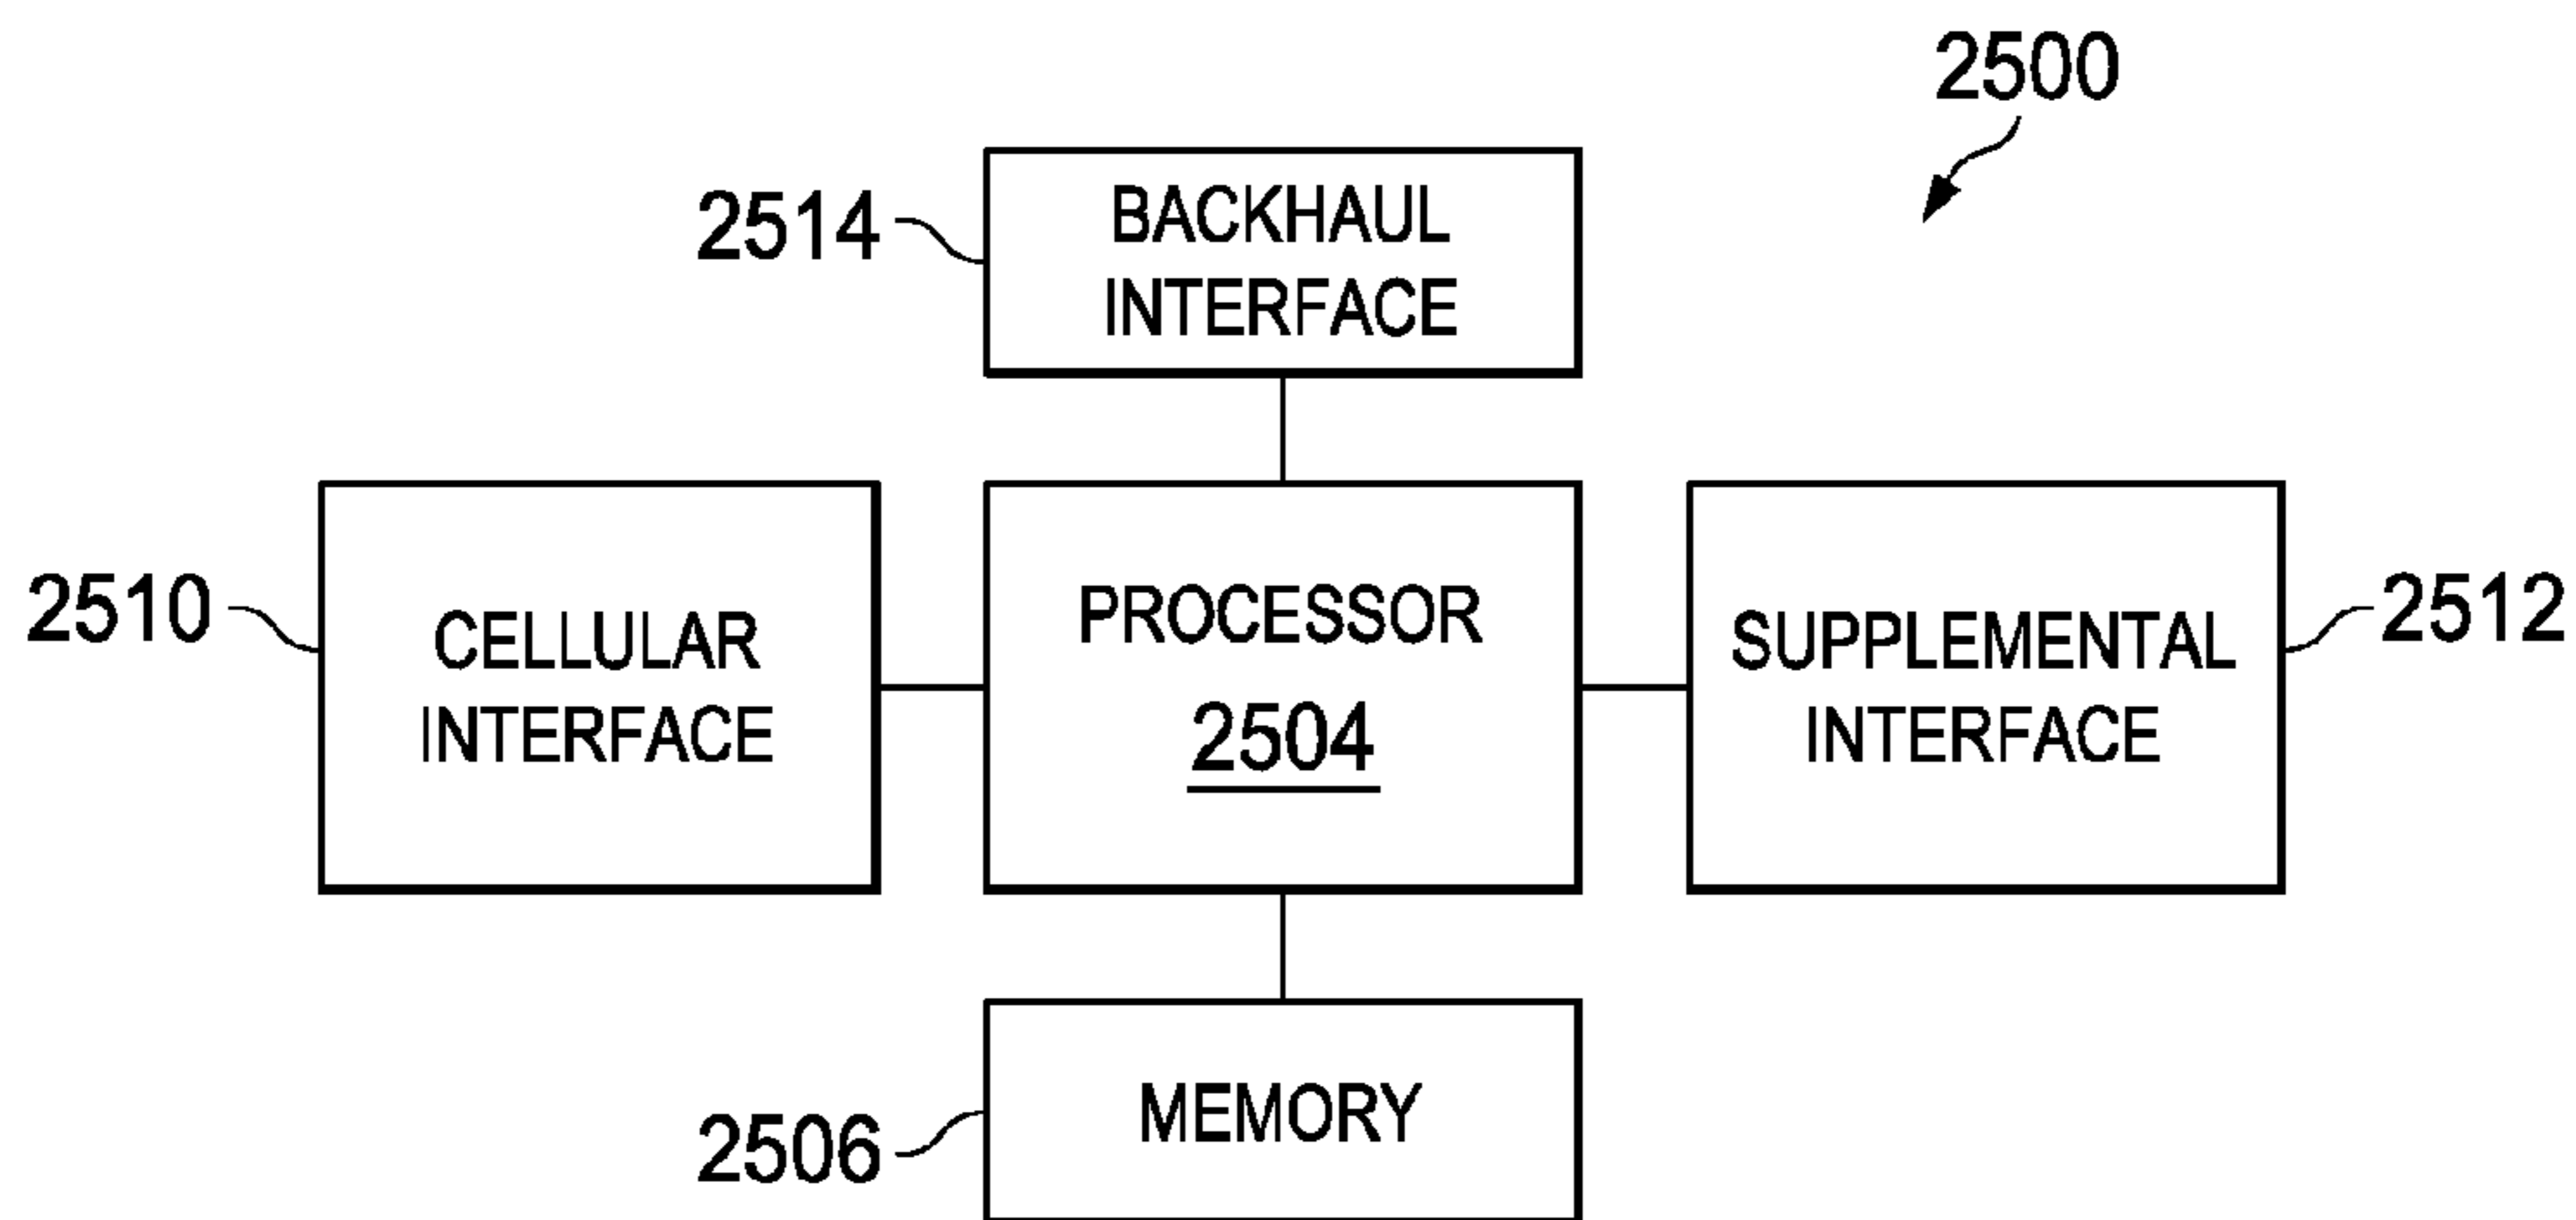 2500
2514
BACKHAUL
INTERFACE
2510
CELLULAR
INTERFACE
PROCESSOR
2504
SUPPLEMENTAL
INTERFACE
2512
2506
MEMORY